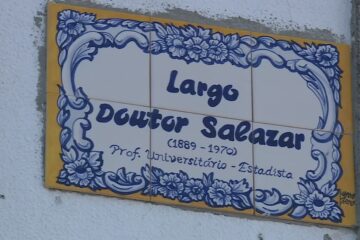 Largo
Doutor Salazar
(1889 - 1970)
Prof. Universitário - Estadista